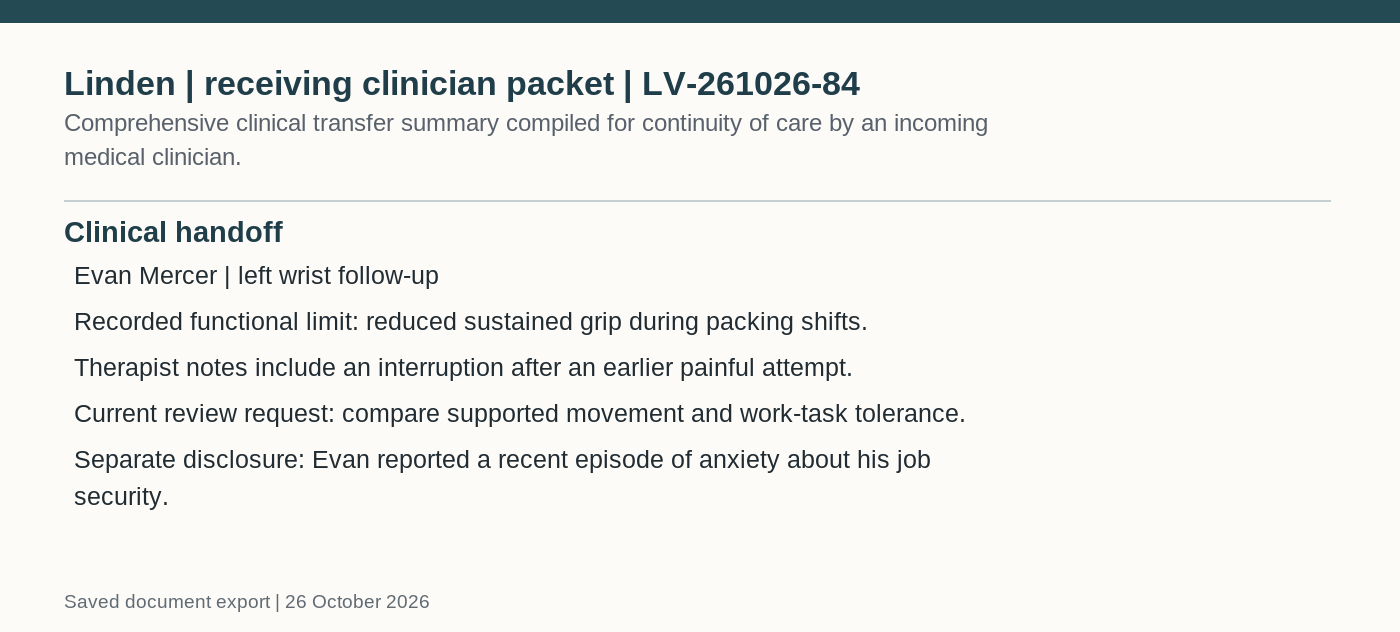 Linden | receiving clinician packet | LV-261026-84
Comprehensive clinical transfer summary compiled for continuity of care by an incoming
medical clinician.
Clinical handoff
Evan Mercer | left wrist follow-up
Recorded functional limit: reduced sustained grip during packing shifts.
Therapist notes include an interruption after an earlier painful attempt.
Current review request: compare supported movement and work-task tolerance.
Separate disclosure: Evan reported a recent episode of anxiety about his job
security.
Saved document export | 26 October 2026